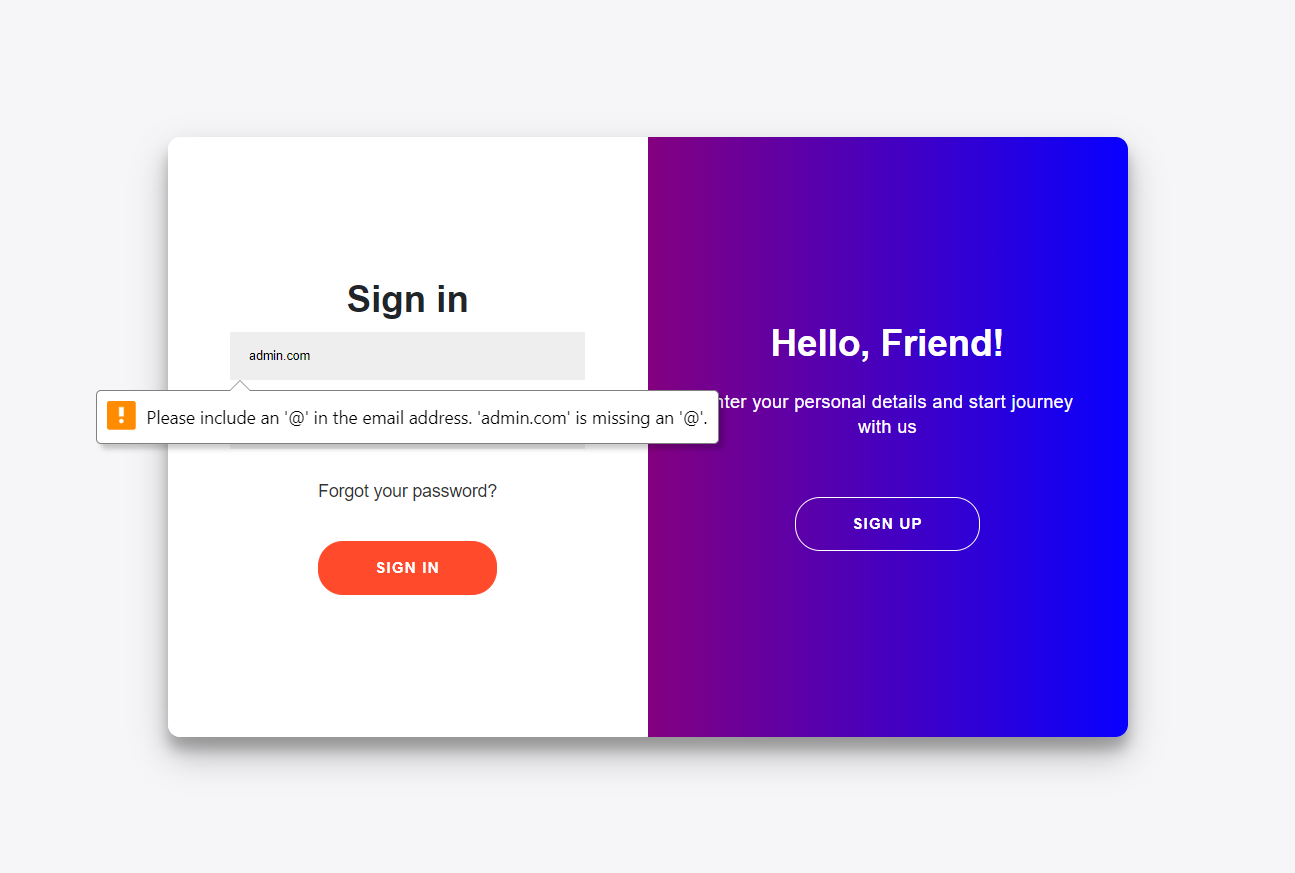 Sign in
admin.com
Please include an '@' in the email address. 'admin.com' is missing an '@'.
Forgot your password?
SIGN IN
Hello, Friend!
your personal details and start journey
with us
SIGN UP